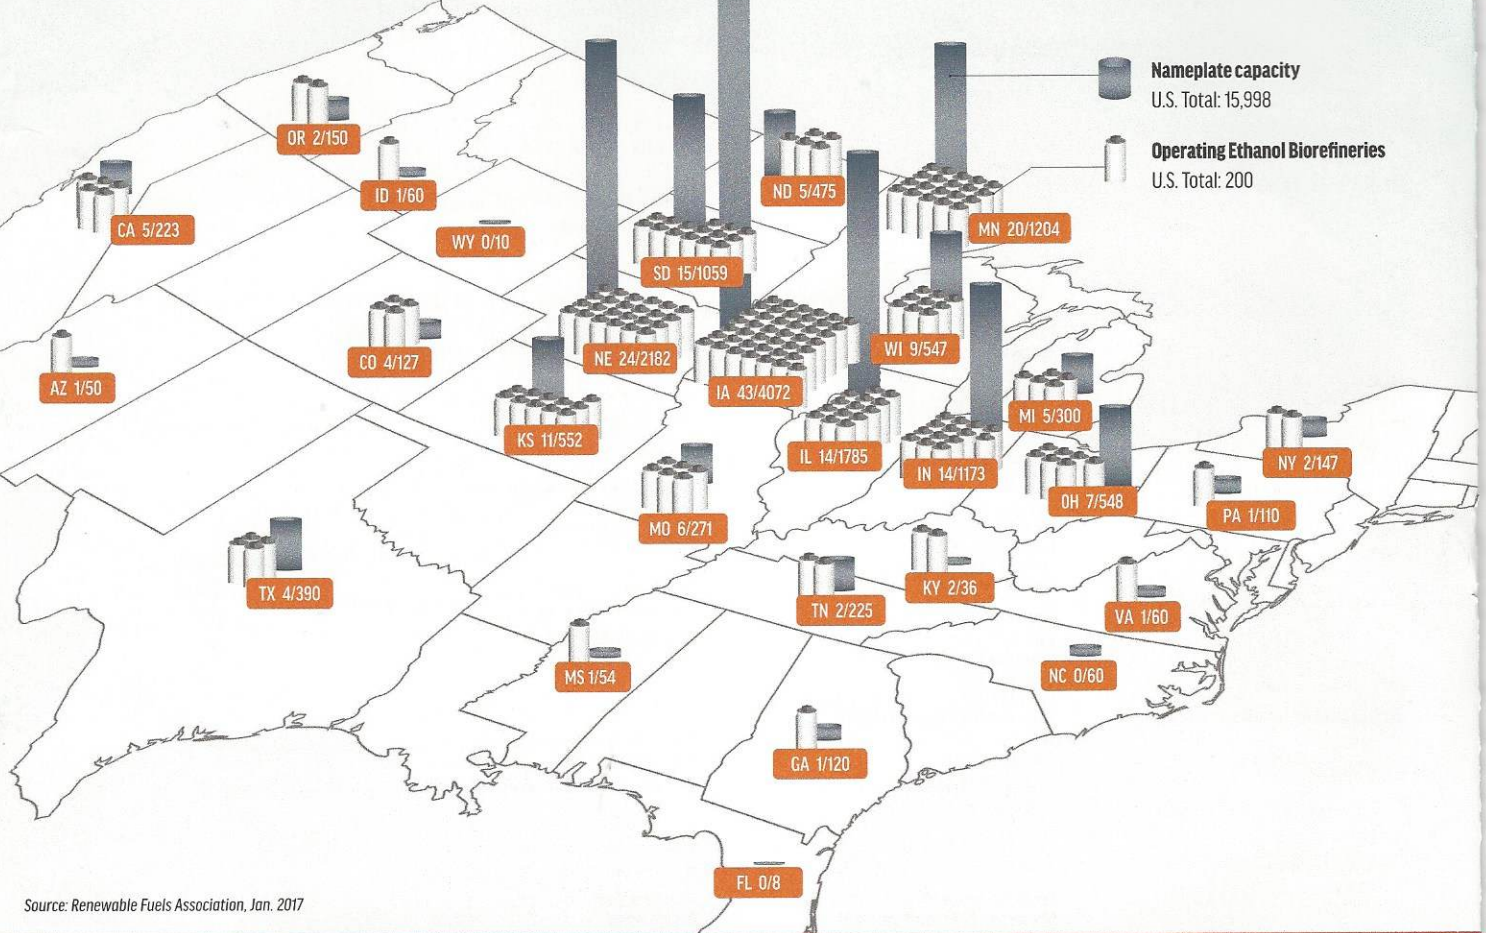 Nameplate capacity
U.S. Total: 15,998
Operating Ethanol Biorefineries
U.S. Total: 200
OR 2/150
ID 1/60
CA 5/223
WY 0/10
ND 5/475
MN 20/1204
SD 15/1059
CO 4/127
NE 24/2182
WI 9/547
AZ 1/50
IA 43/4072
MI 5/300
KS 11/552
IL 14/1785
IN 14/1173
NY 2/147
OH 7/548
PA 1/110
MO 6/271
TX 4/390
TN 2/225
KY 2/36
VA 1/60
MS 1/54
NC 0/60
GA 1/120
FL 0/8
Source: Renewable Fuels Association, Jan. 2017